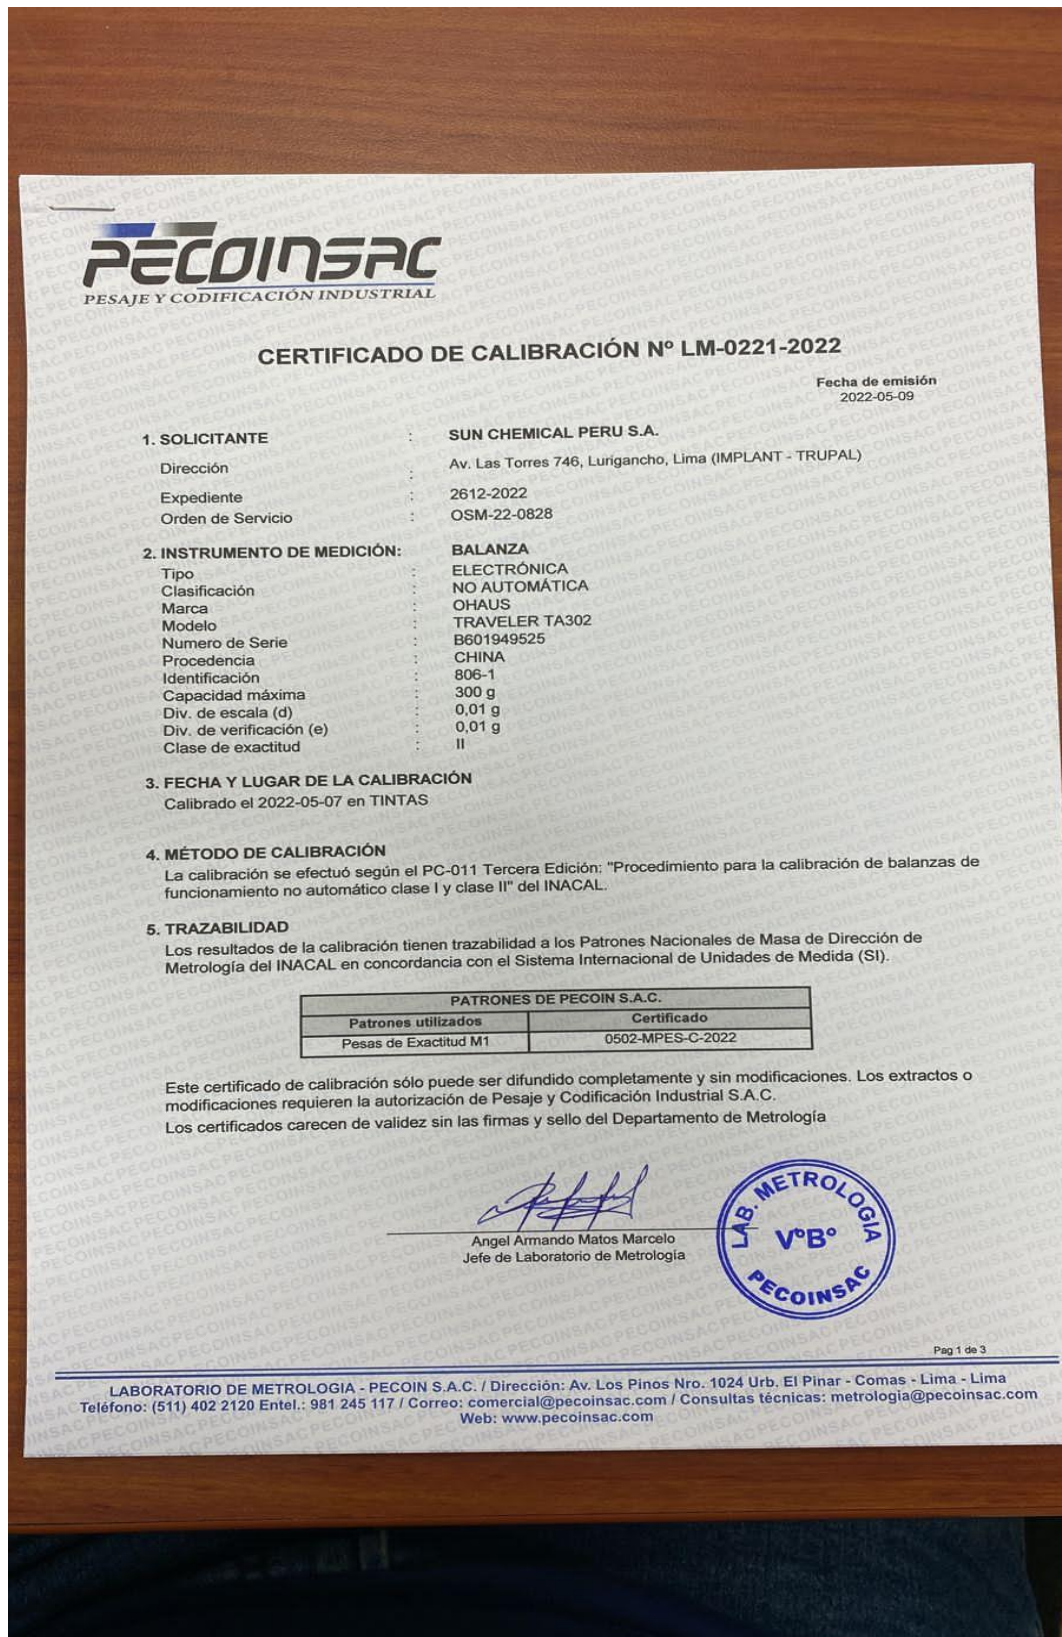 PECOINSAC
PESAJE Y CODIFICACIÓN INDUSTRIAL
CERTIFICADO DE CALIBRACIÓN Nº LM-0221-2022
Fecha de emisión
2022-05-09
1. SOLICITANTE : SUN CHEMICAL PERU S.A.
Dirección : Av. Las Torres 746, Lurigancho, Lima (IMPLANT - TRUPAL)
:
Expediente : 2612-2022
Orden de Servicio : OSM-22-0828
2. INSTRUMENTO DE MEDICIÓN: BALANZA
Tipo : ELECTRÓNICA
Clasificación : NO AUTOMÁTICA
Marca : OHAUS
Modelo : TRAVELER TA302
Numero de Serie : B601949525
Procedencia : CHINA
Identificación : 806-1
Capacidad máxima : 300 g
Div. de escala (d) : 0,01 g
Div. de verificación (e) : 0,01 g
Clase de exactitud : II
3. FECHA Y LUGAR DE LA CALIBRACIÓN
Calibrado el 2022-05-07 en TINTAS
4. MÉTODO DE CALIBRACIÓN
La calibración se efectuó según el PC-011 Tercera Edición: "Procedimiento para la calibración de balanzas de
funcionamiento no automático clase I y clase II" del INACAL.
5. TRAZABILIDAD
Los resultados de la calibración tienen trazabilidad a los Patrones Nacionales de Masa de Dirección de
Metrología del INACAL en concordancia con el Sistema Internacional de Unidades de Medida (SI).
PATRONES DE PECOIN S.A.C.
Patrones utilizados Certificado
Pesas de Exactitud M1 0502-MPES-C-2022
Este certificado de calibración sólo puede ser difundido completamente y sin modificaciones. Los extractos o
modificaciones requieren la autorización de Pesaje y Codificación Industrial S.A.C.
Los certificados carecen de validez sin las firmas y sello del Departamento de Metrología
Angel Armando Matos Marcelo
Jefe de Laboratorio de Metrología
LAB. METROLOGIA
VºBº
PECOINSAC
Pag 1 de 3
LABORATORIO DE METROLOGIA - PECOIN S.A.C. / Dirección: Av. Los Pinos Nro. 1024 Urb. El Pinar - Comas - Lima - Lima
Teléfono: (511) 402 2120 Entel.: 981 245 117 / Correo: comercial@pecoinsac.com / Consultas técnicas: metrologia@pecoinsac.com
Web: www.pecoinsac.com